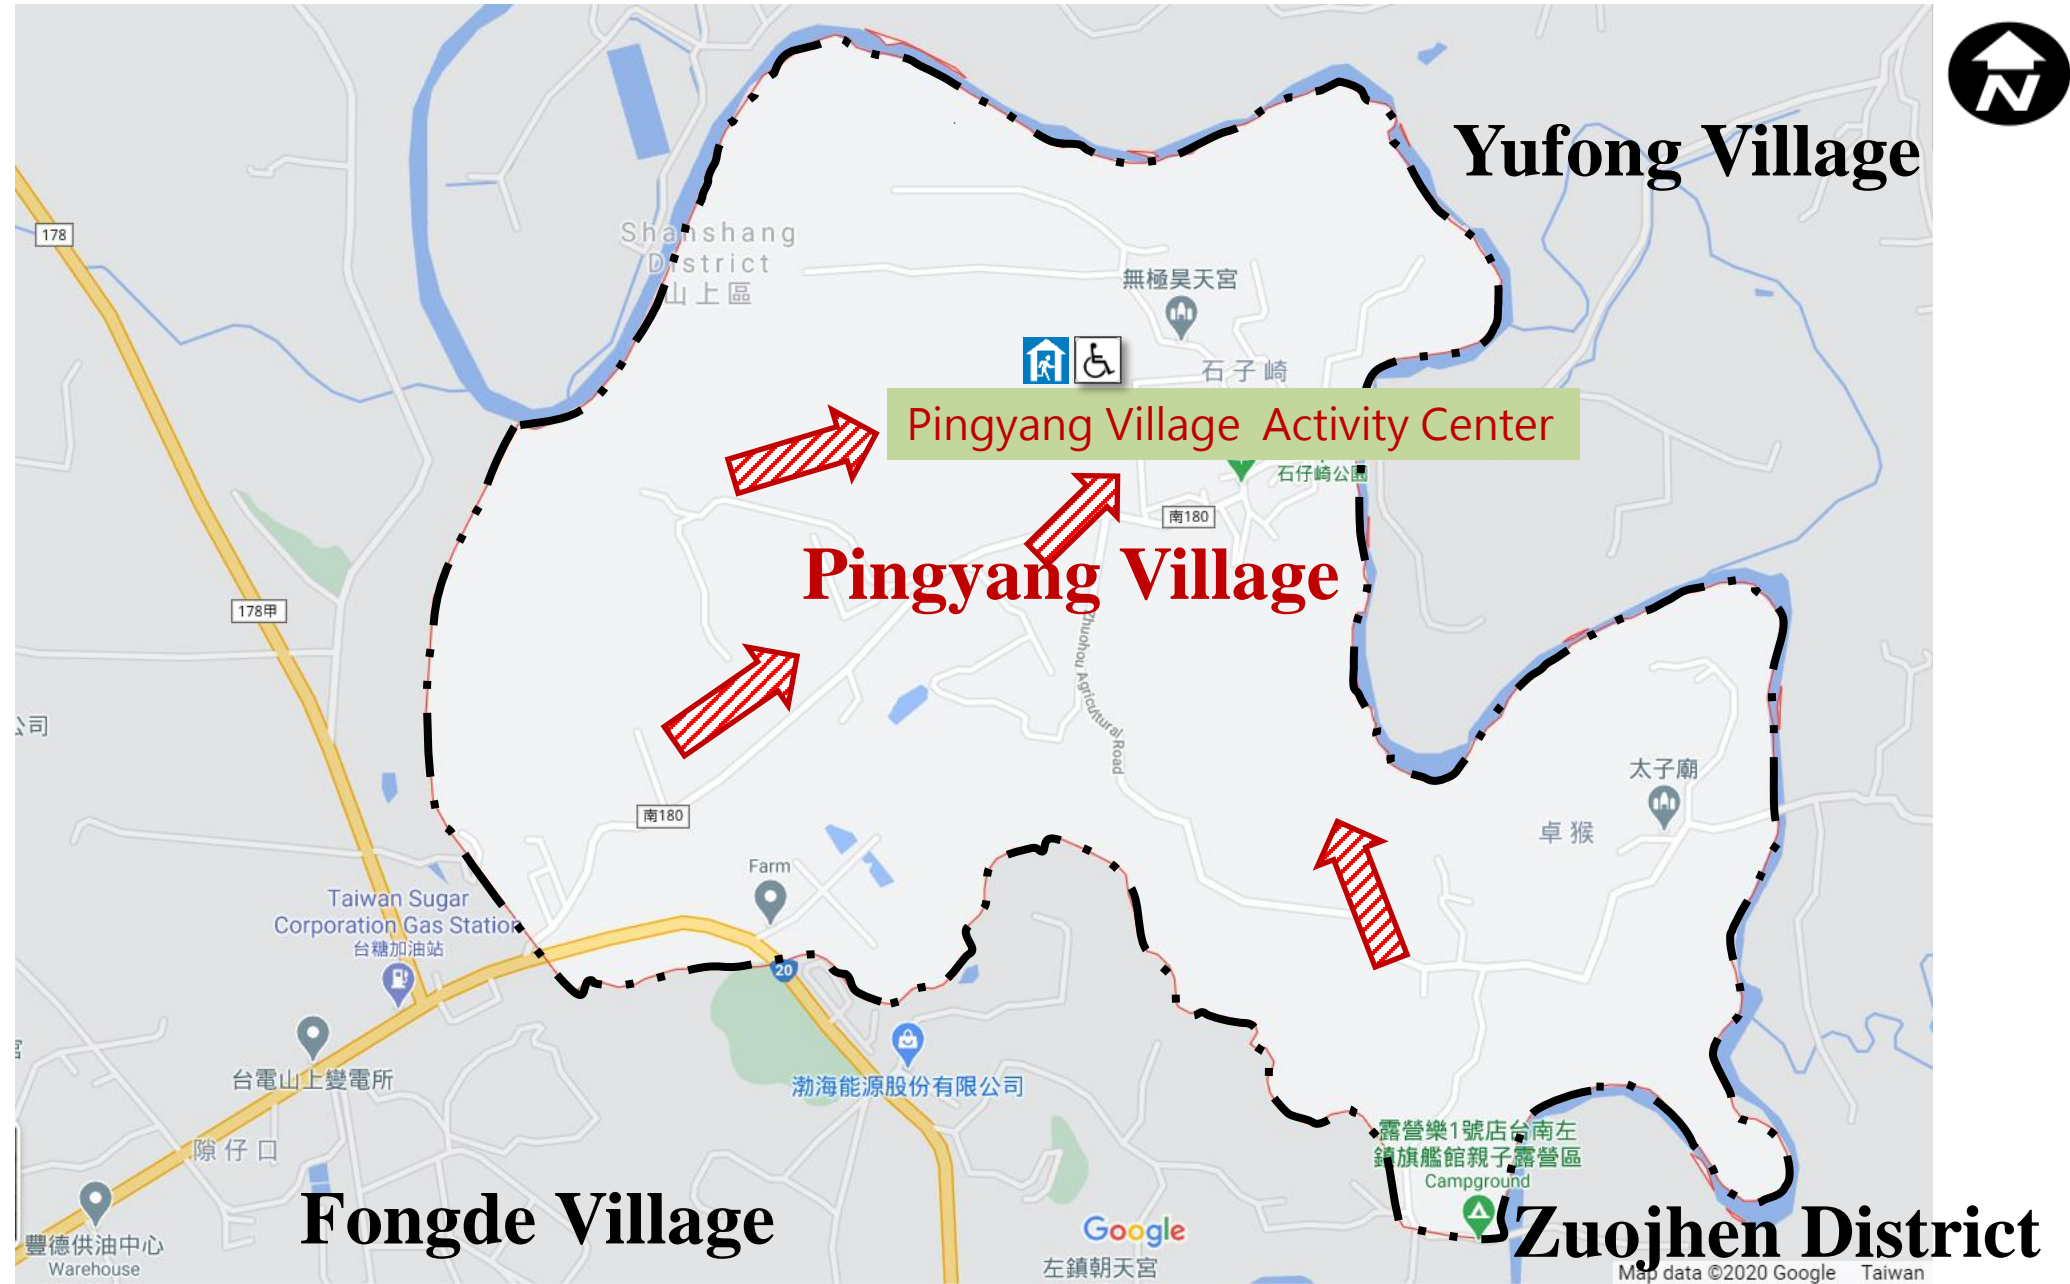 N
Yufong Village
178
Shanshang
District
山上區
無極昊天宮
石子崎
Pingyang Village Activity Center
石仔崎公園
南180
Pingyang Village
178甲
Zhuohou Agricultural Road
公司
太子廟
南180
卓猴
Farm
Taiwan Sugar
Corporation Gas Station
台糖加油站
20
台電山上變電所
渤海能源股份有限公司
隙仔口
露營樂1號店台南左
鎮旗艦館親子露營區
Campground
Fongde Village
Google
Zuojhen District
豐德供油中心
Warehouse
左鎮朝天宮
Map data ©2020 Google Taiwan